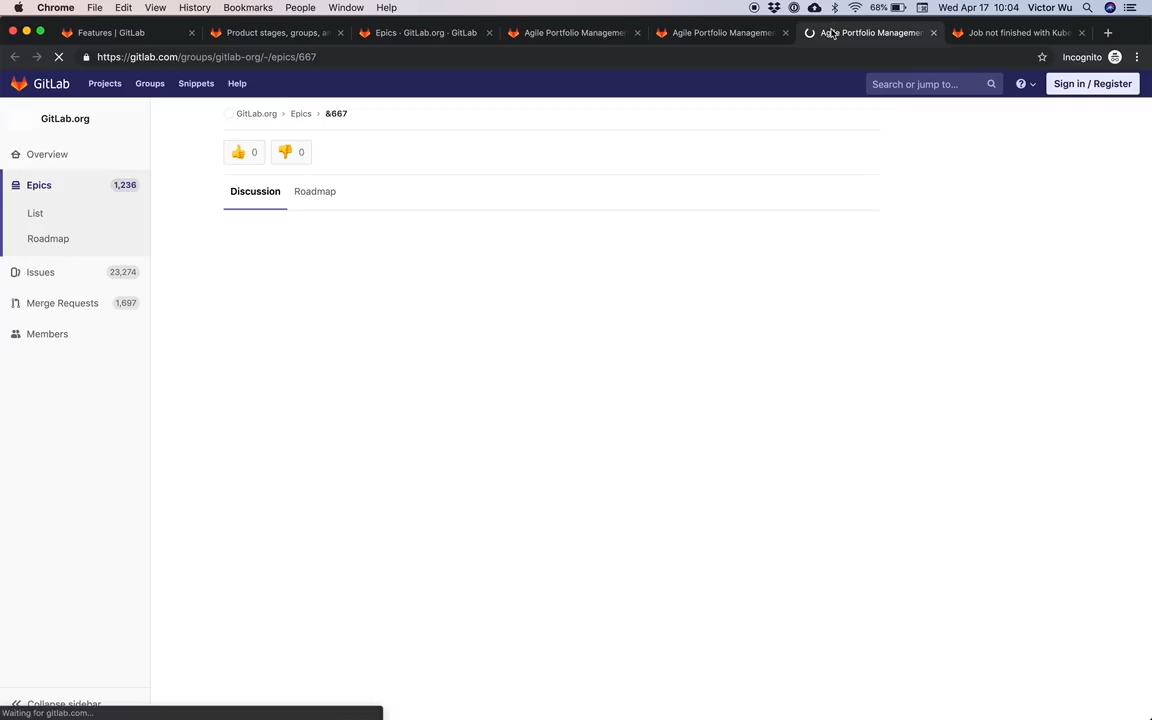 Chrome File Edit View History Bookmarks People Window Help 68% Wed Apr 17 10:04 Victor Wu
Features | GitLab Product stages, groups, a Epics · GitLab.org · GitLab Agile Portfolio Managemen Agile Portfolio Managemen Agile Portfolio Managemen Job not finished with Kube
https://gitlab.com/groups/gitlab-org/-/epics/667 Incognito
GitLab Projects Groups Snippets Help Search or jump to... Sign in / Register
GitLab.org
GitLab.org › Epics › &667
Overview
0 0
Epics 1,236
Discussion Roadmap
List
Roadmap
Issues 23,274
Merge Requests 1,697
Members
Collapse sidebar
Waiting for gitlab.com...